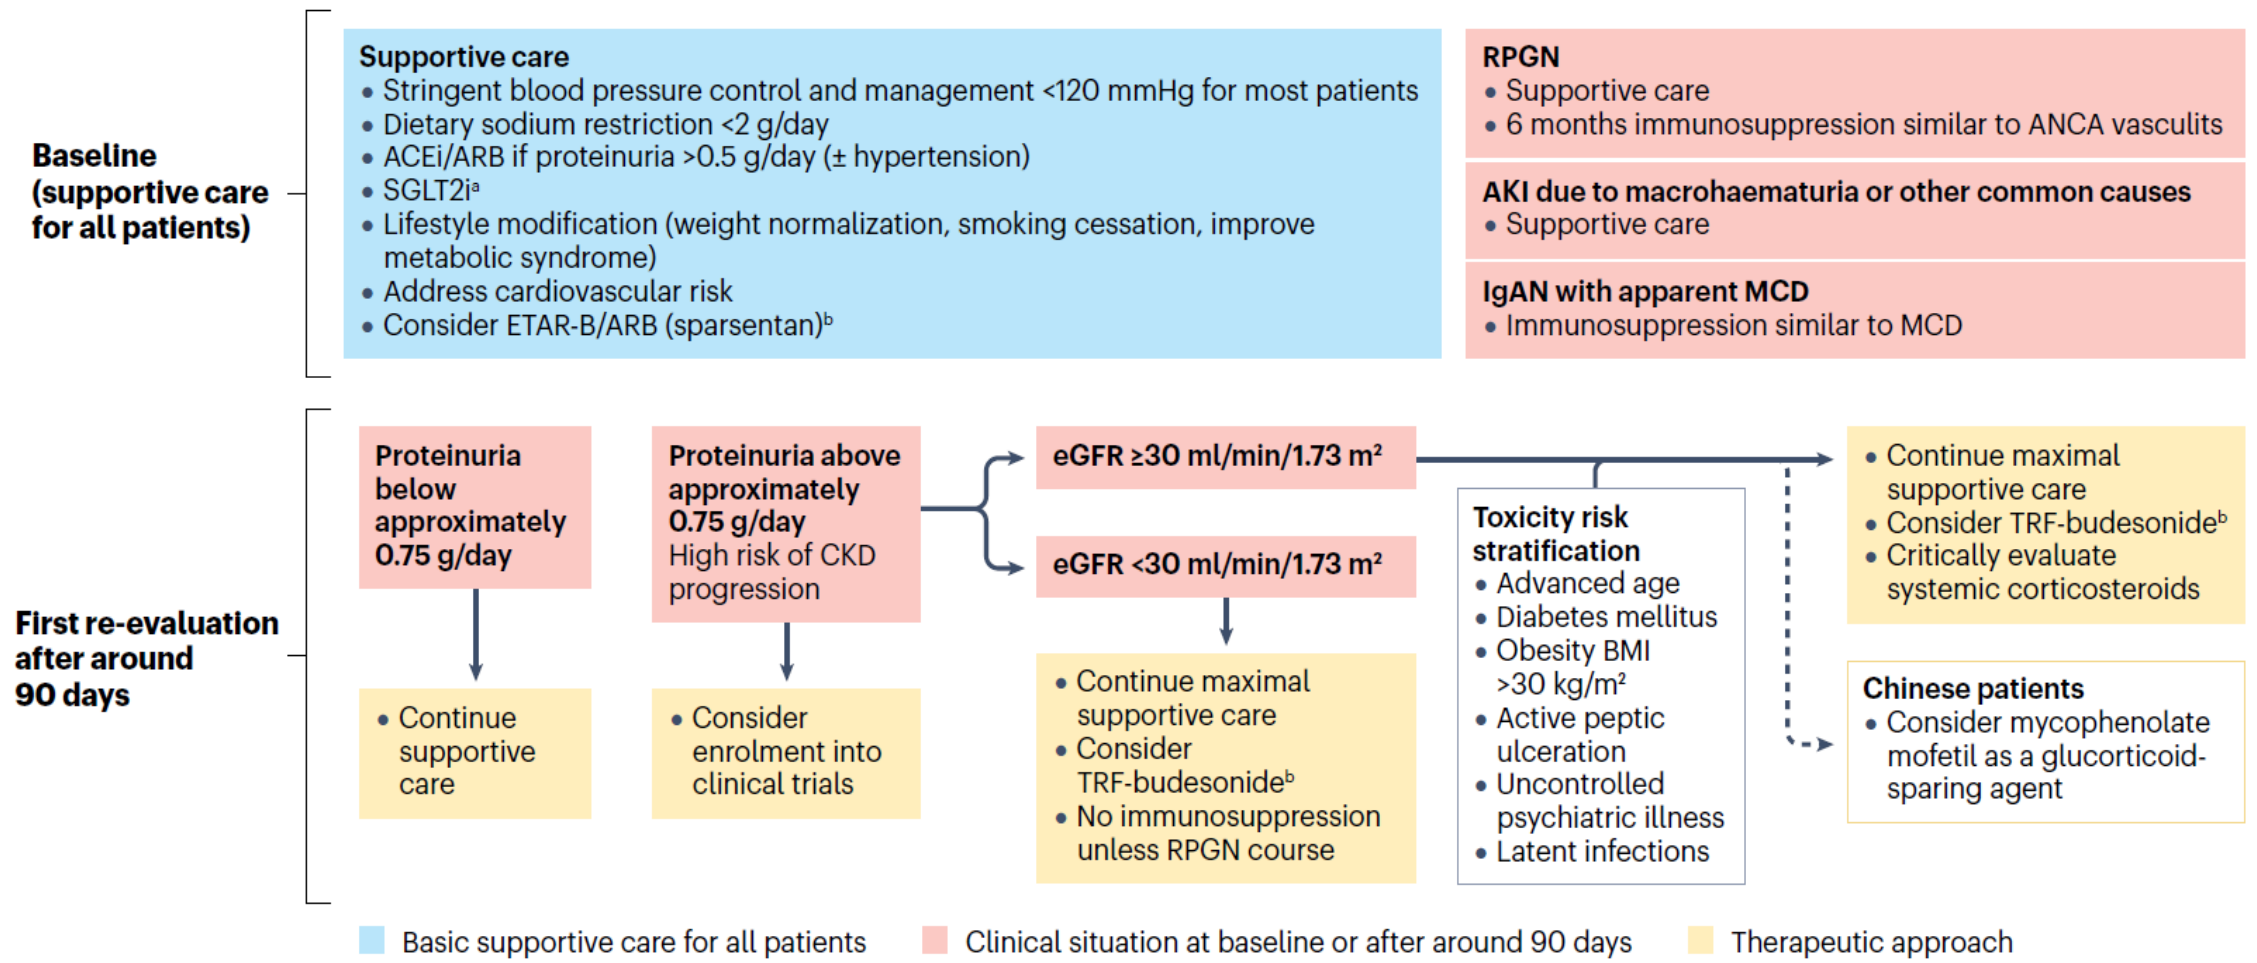 Baseline
(supportive care
for all patients)
Supportive care
• Stringent blood pressure control and management <120 mmHg for most patients
• Dietary sodium restriction <2 g/day
• ACEi/ARB if proteinuria >0.5 g/day (± hypertension)
• SGLT2iᵃ
• Lifestyle modification (weight normalization, smoking cessation, improve
metabolic syndrome)
• Address cardiovascular risk
• Consider ETAR-B/ARB (sparsentan)ᵇ
RPGN
• Supportive care
• 6 months immunosuppression similar to ANCA vasculits
AKI due to macrohaematuria or other common causes
• Supportive care
IgAN with apparent MCD
• Immunosuppression similar to MCD
First re-evaluation
after around
90 days
Proteinuria
below
approximately
0.75 g/day
• Continue
supportive
care
Proteinuria above
approximately
0.75 g/day
High risk of CKD
progression
• Consider
enrolment into
clinical trials
eGFR ≥30 ml/min/1.73 m²
eGFR <30 ml/min/1.73 m²
• Continue maximal
supportive care
• Consider
TRF-budesonideᵇ
• No immunosuppression
unless RPGN course
Toxicity risk
stratification
• Advanced age
• Diabetes mellitus
• Obesity BMI
>30 kg/m²
• Active peptic
ulceration
• Uncontrolled
psychiatric illness
• Latent infections
• Continue maximal
supportive care
• Consider TRF-budesonideᵇ
• Critically evaluate
systemic corticosteroids
Chinese patients
• Consider mycophenolate
mofetil as a glucorticoid-
sparing agent
Basic supportive care for all patients
Clinical situation at baseline or after around 90 days
Therapeutic approach